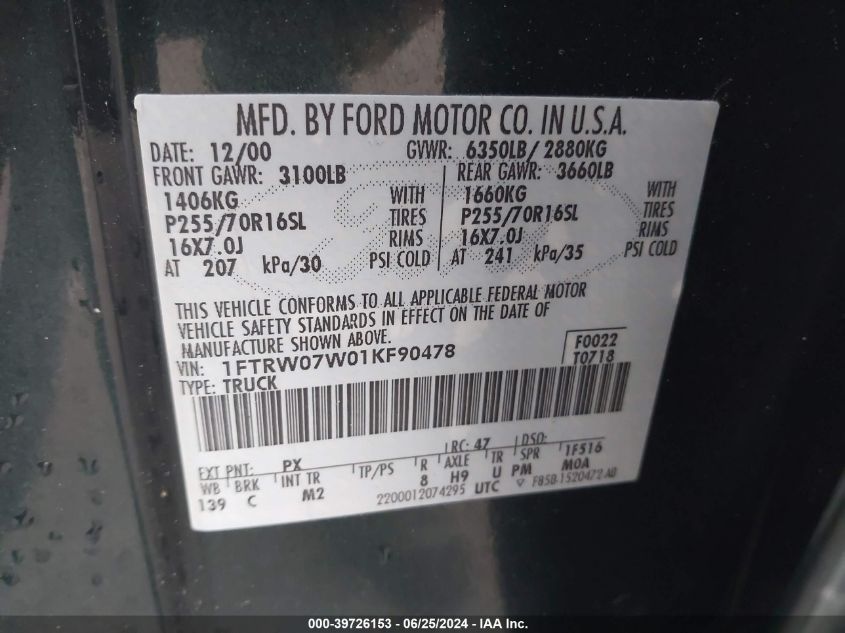 MFD. BY FORD MOTOR CO. IN U.S.A.
DATE: 12/00 GVWR: 6350LB/ 2880KG
FRONT GAWR: 3100LB REAR GAWR: 3660LB
1406KG WITH 1660KG WITH
P255/70R16SL TIRES P255/70R16SL TIRES
16X7.0J RIMS 16X7.0J RIMS
AT 207 kPa/30 PSI COLD AT 241 kPa/35 PSI COLD
THIS VEHICLE CONFORMS TO ALL APPLICABLE FEDERAL MOTOR
VEHICLE SAFETY STANDARDS IN EFFECT ON THE DATE OF
MANUFACTURE SHOWN ABOVE.
VIN: 1FTRW07W01KF90478 F0022
TYPE: TRUCK T0718
EXT PNT: PX RC: 47 DSO: 1F516
WB BRK INT TR TP/PS R AXLE TR SPR M0A
139 C M2 8 H9 U PM
2200012074295 UTC F85B-1520472-AB
000-39726153 - 06/25/2024 - IAAI Inc.